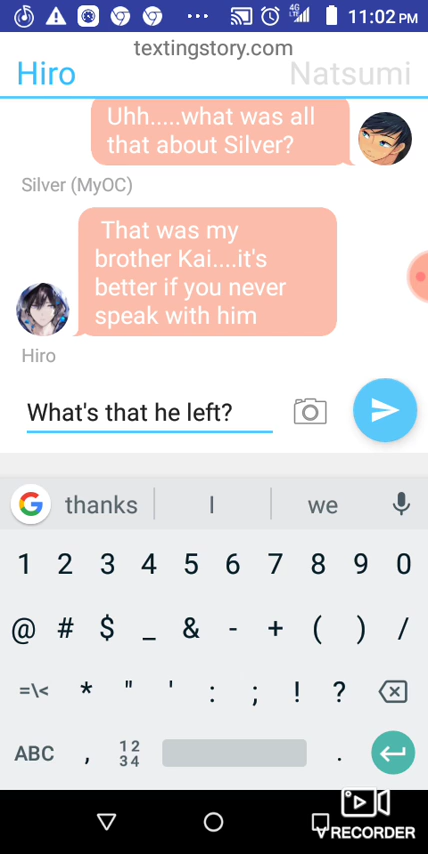 4G LTE 11:02 PM
textingstory.com
Hiro Natsumi
Uhh.....what was all
that about Silver?
Silver (MyOC)
That was my
brother Kai....it's
better if you never
speak with him
Hiro
What's that he left?
G thanks I we
1 2 3 4 5 6 7 8 9 0
@ # $ _ & - + ( ) /
=\< * " ' : ; ! ?
ABC , 12 34 .
RECORDER